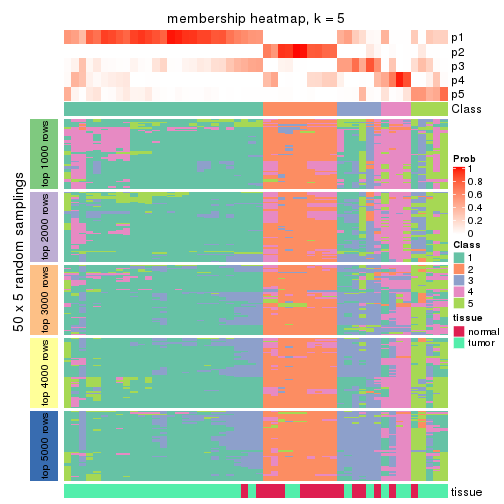 membership heatmap, k = 5
p1
p2
p3
p4
p5
Class
50 x 5 random samplings
top 1000 rows
top 2000 rows
top 3000 rows
top 4000 rows
top 5000 rows
tissue
Prob
1
0.8
0.6
0.4
0.2
0
Class
1
2
3
4
5
tissue
normal
tumor